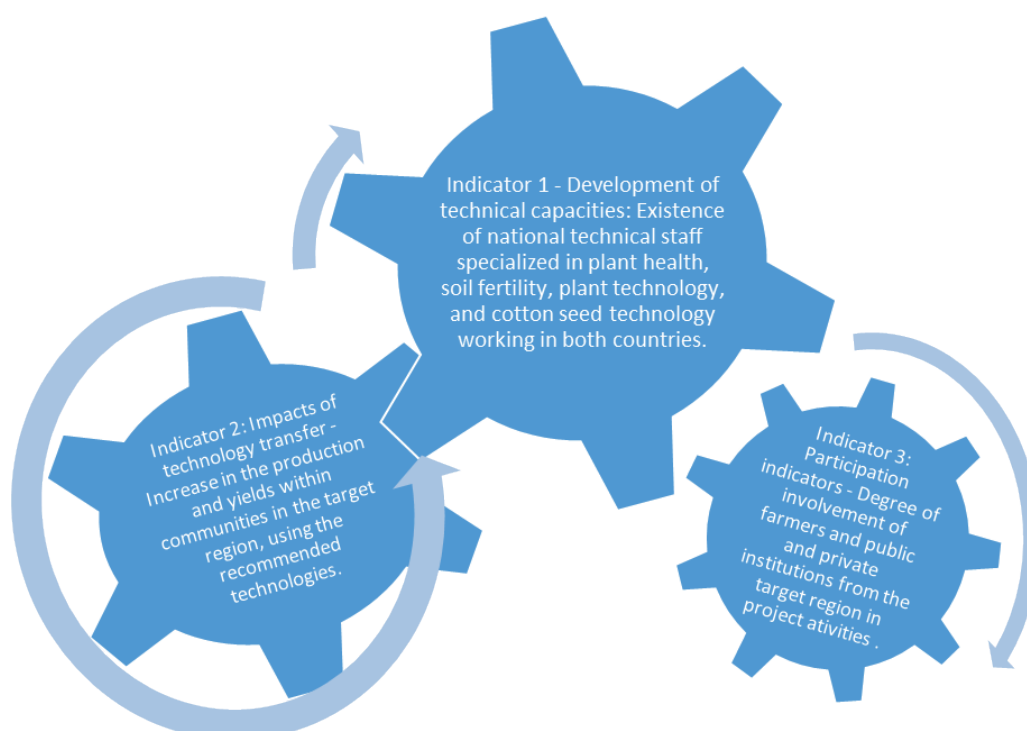 Indicator 1 - Development of
technical capacities: Existence
of national technical staff
specialized in plant health,
soil fertility, plant technology,
and cotton seed technology
working in both countries.
Indicator 2: Impacts of
technology transfer -
Increase in the production
and yields within
communities in the target
region, using the
recommended
technologies.
Indicator 3:
Participation
indicators - Degree of
involvement of
farmers and public
and private
institutions from the
target region in
project ativities .